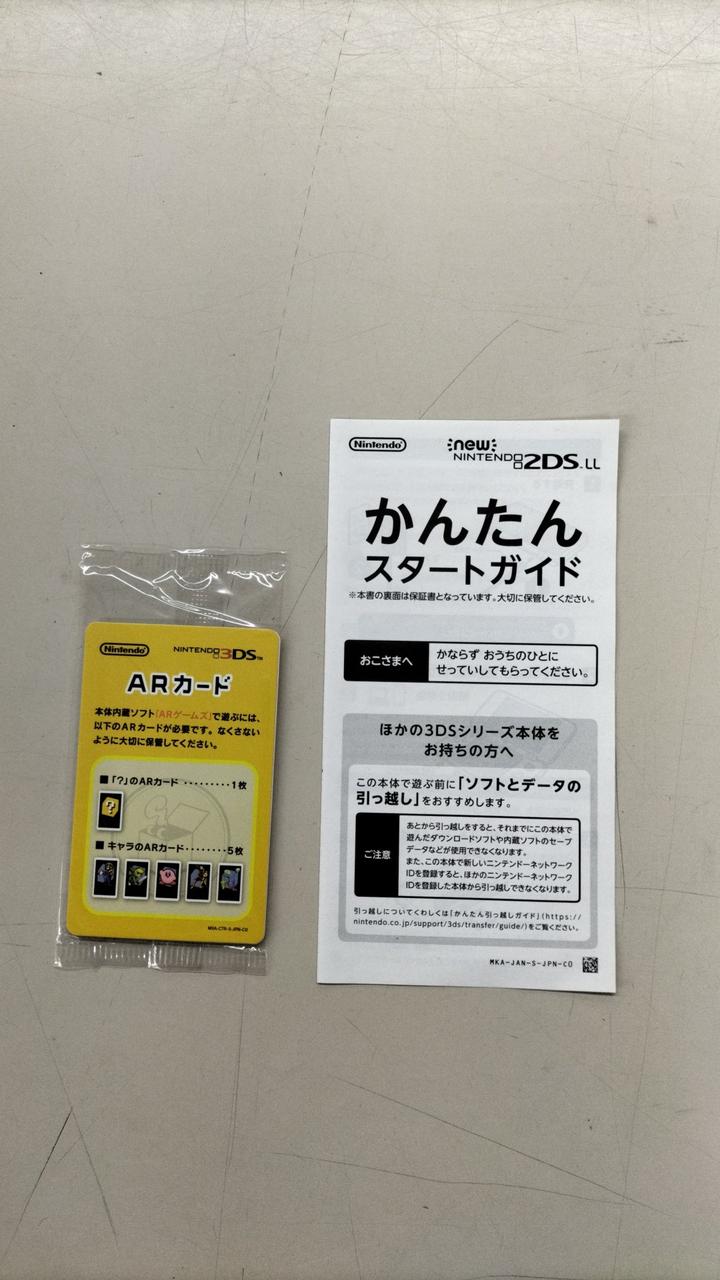 Nintendo
NINTENDO 3DS™
ARカード
本体内蔵ソフト「ARゲームズ」で遊ぶには、
以下のARカードが必要です。なくさない
ように大切に保管してください。
■「?」のARカード ·········1枚
?
■キャラのARカード········5枚
MKA-CTR-S-JPN-C0
Nintendo
new
NINTENDO 2DS LL
かんたん
スタートガイド
※本書の裏面は保証書となっています。大切に保管してください。
おこさまへ
かならず おうちのひとに
せっていしてもらってください。
ほかの3DSシリーズ本体を
お持ちの方へ
この本体で遊ぶ前に「ソフトとデータの
引っ越し」をおすすめします。
ご注意
あとから引っ越しをすると、それまでにこの本体で
遊んだダウンロードソフトや内蔵ソフトのセーブ
データなどが使用できなくなります。
また、この本体で新しいニンテンドーネットワーク
IDを登録すると、ほかのニンテンドーネットワーク
IDを登録した本体から引っ越しできなくなります。
引っ越しについてくわしくは「かんたん引っ越しガイド」(https://
nintendo.co.jp/support/3ds/transfer/guide/)をご覧ください。
MKA-JAN-S-JPN-C0